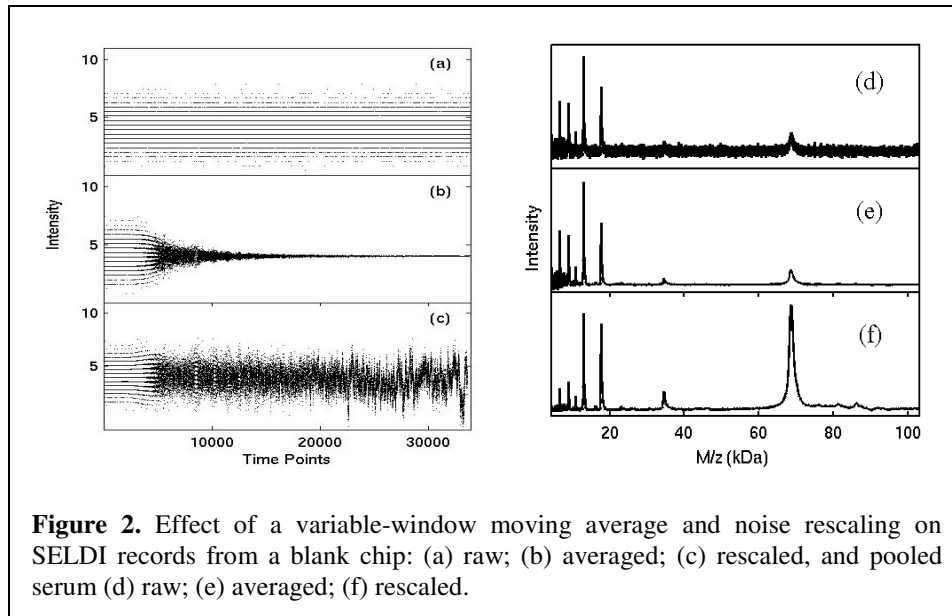 10
(a)
5
10
(b)
5
10
(c)
5
Intensity
10000
20000
30000
Time Points
(d)
(e)
(f)
Intensity
20
40
60
80
100
M/z (kDa)
Figure 2. Effect of a variable-window moving average and noise rescaling on
SELDI records from a blank chip: (a) raw; (b) averaged; (c) rescaled, and pooled
serum (d) raw; (e) averaged; (f) rescaled.